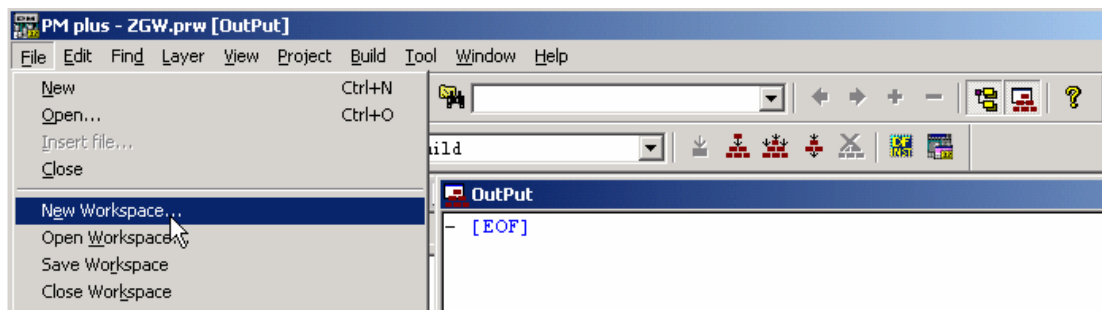 PM plus - ZGW.prw [OutPut]
File Edit Find Layer View Project Build Tool Window Help
New Ctrl+N
Open... Ctrl+O
Insert file...
Close
New Workspace...
Open Workspace
Save Workspace
Close Workspace
uild
OutPut
- [EOF]